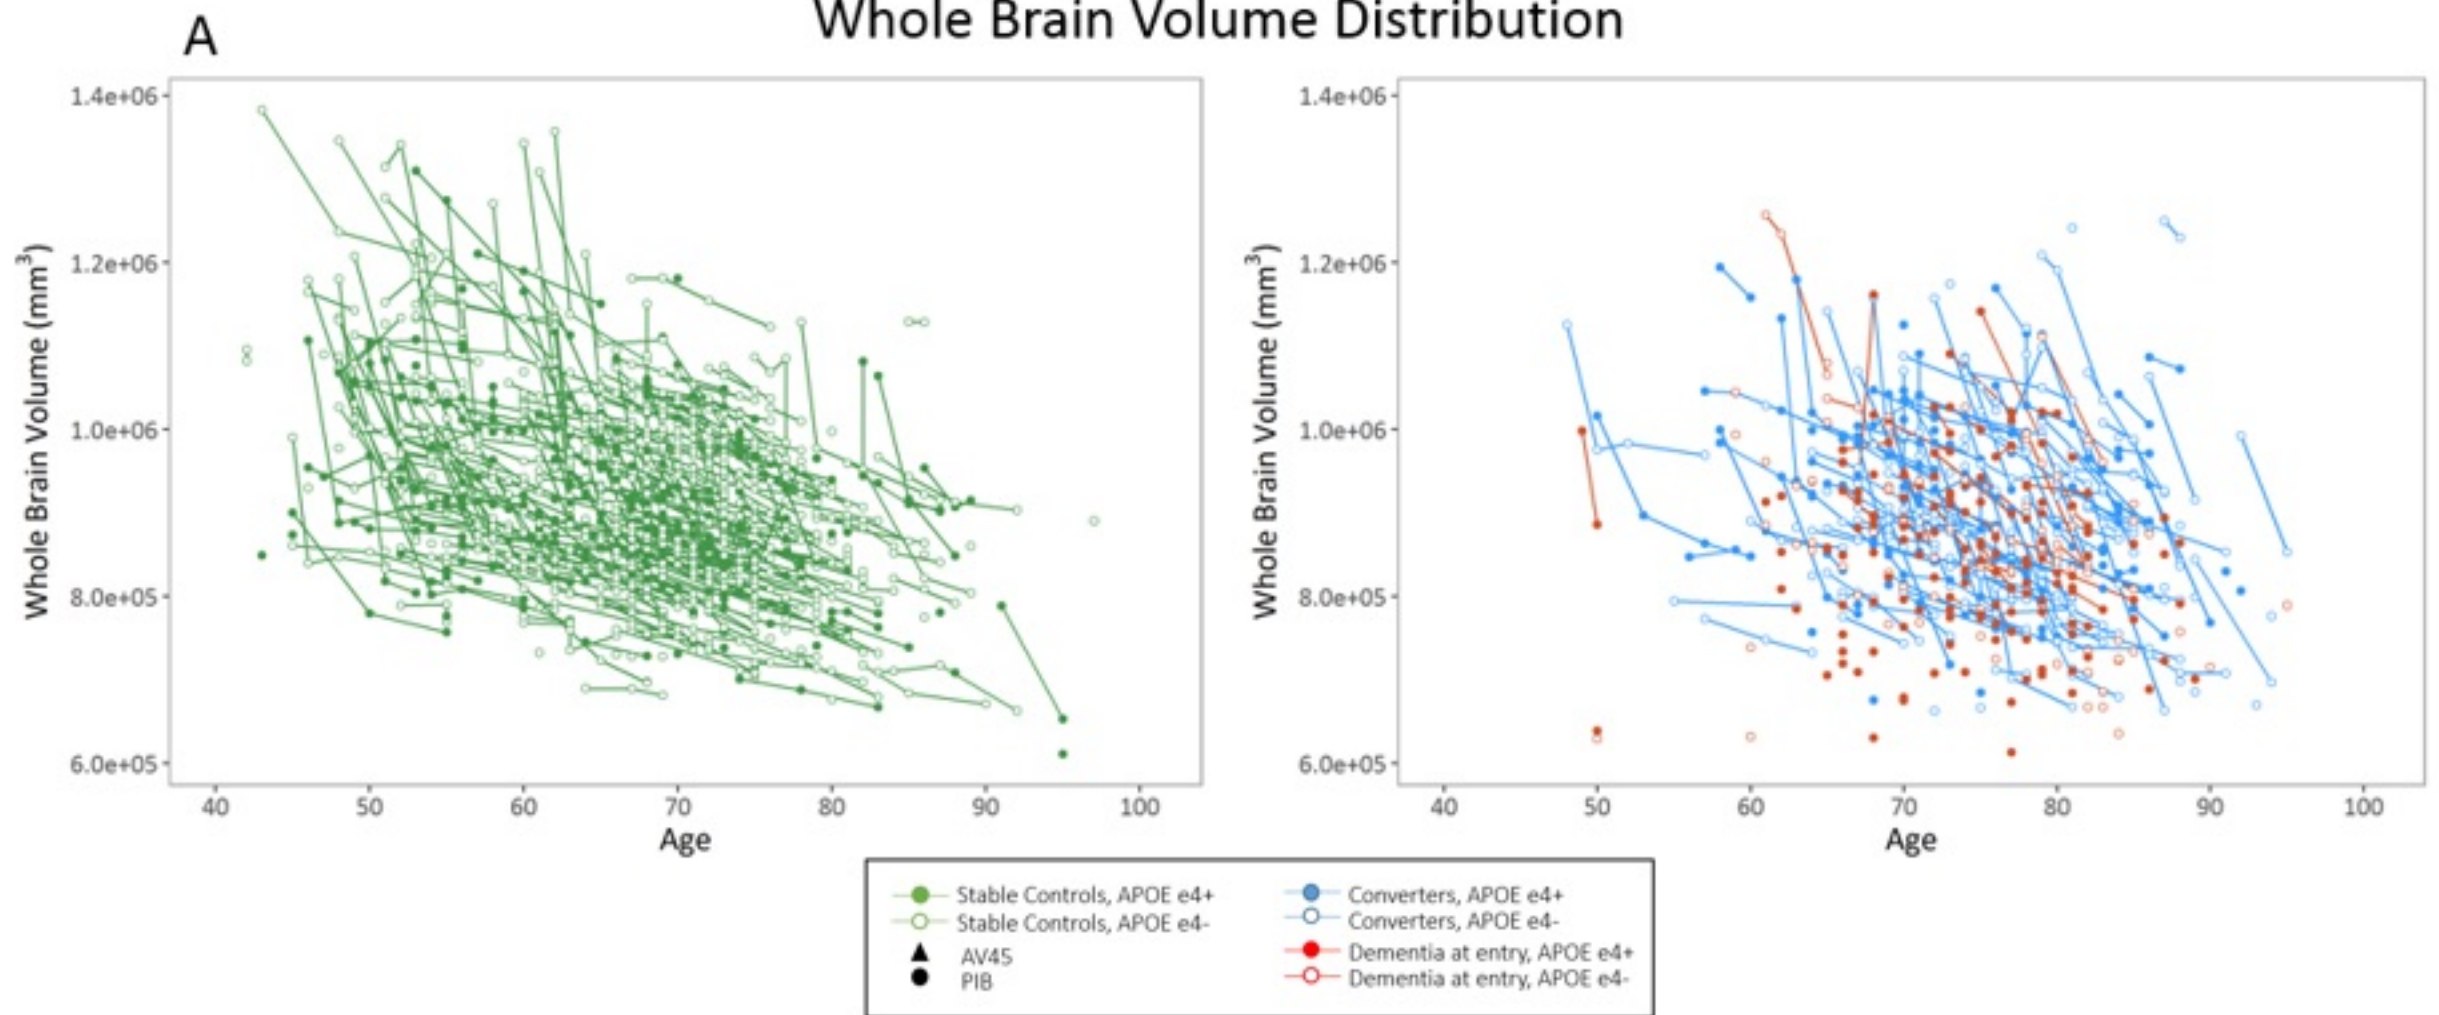 Whole Brain Volume Distribution
A
Whole Brain Volume (mm³)
1.4e+06
1.2e+06
1.0e+06
8.0e+05
6.0e+05
40 50 60 70 80 90 100
Age
Whole Brain Volume (mm³)
1.4e+06
1.2e+06
1.0e+06
8.0e+05
6.0e+05
40 50 60 70 80 90 100
Age
Stable Controls, APOE e4+
Stable Controls, APOE e4-
AV45
PIB
Converters, APOE e4+
Converters, APOE e4-
Dementia at entry, APOE e4+
Dementia at entry, APOE e4-